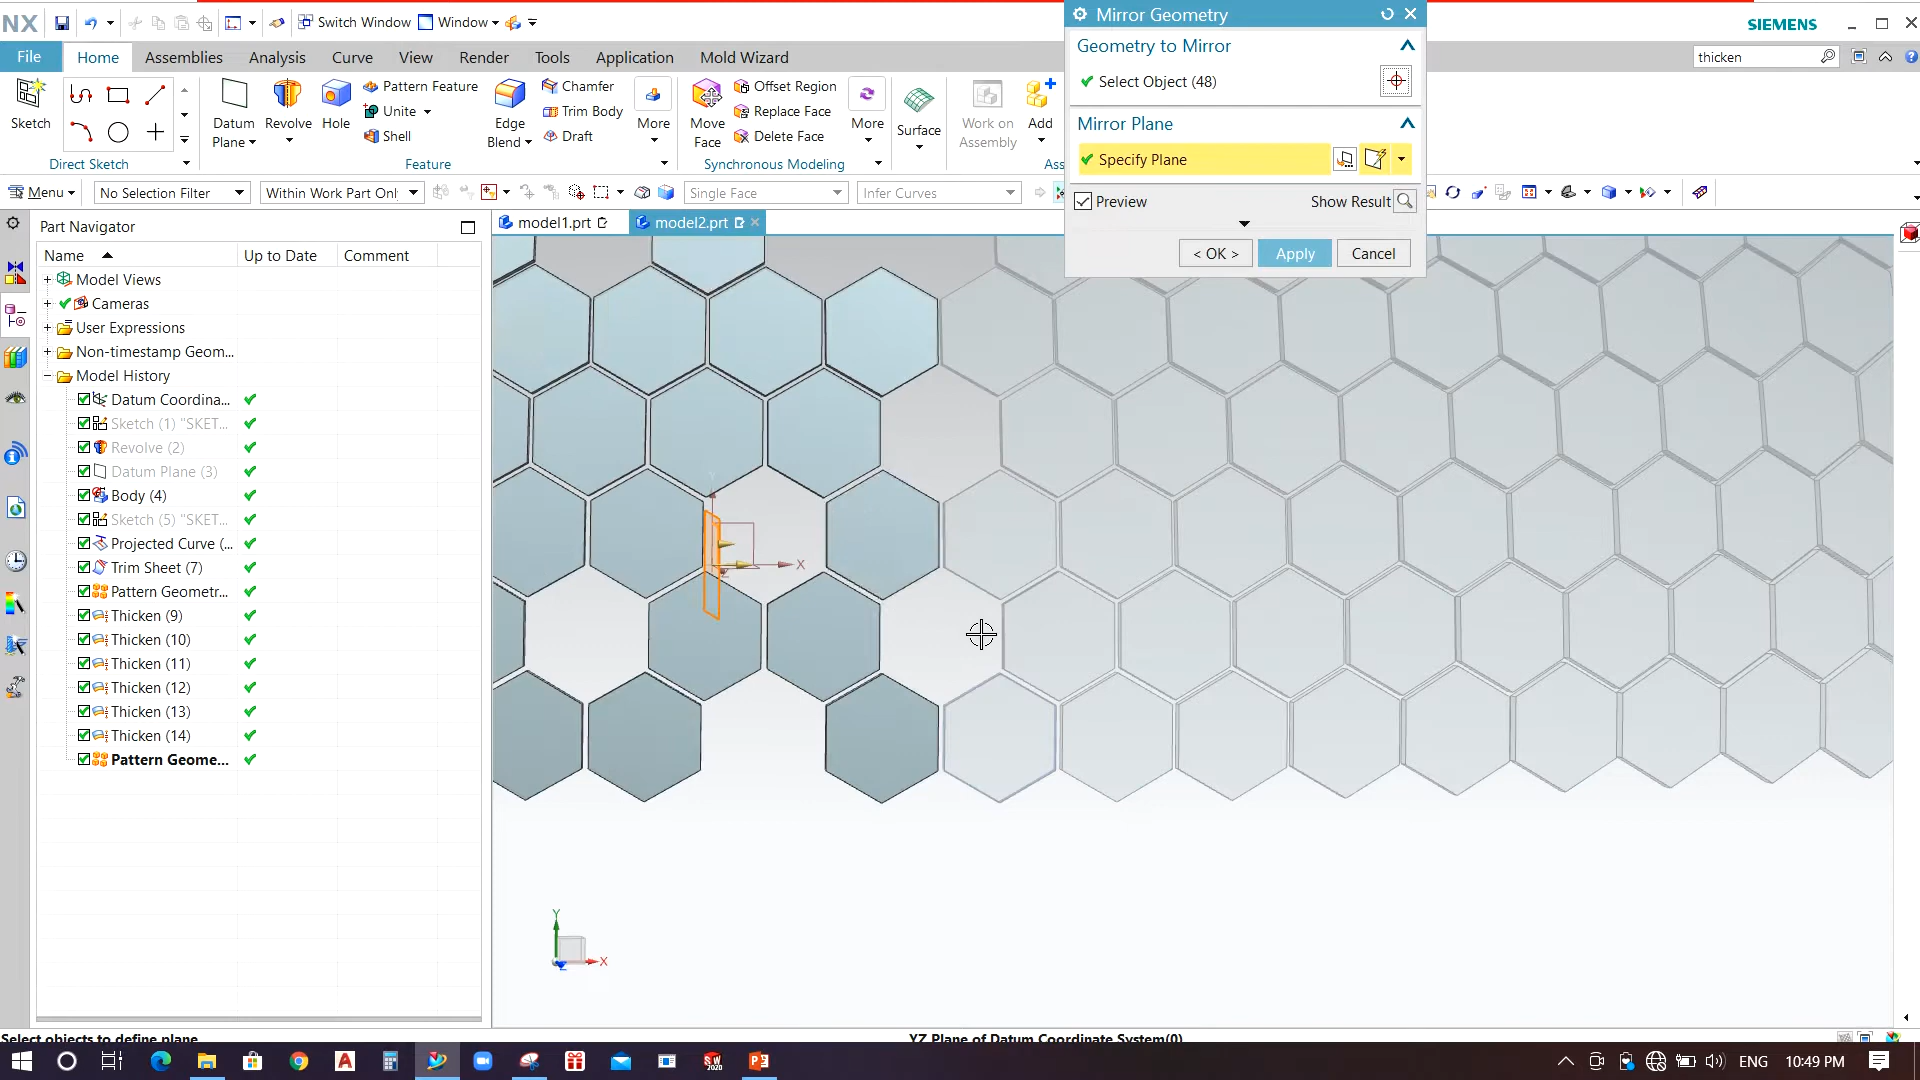 NX
Switch Window
Window
SIEMENS
Mirror Geometry
Geometry to Mirror
Select Object (48)
Mirror Plane
Specify Plane
Preview
Show Result
< OK >
Apply
Cancel
File
Home
Assemblies
Analysis
Curve
View
Render
Tools
Application
Mold Wizard
thicken
Sketch
Direct Sketch
Datum
Plane
Revolve
Hole
Pattern Feature
Unite
Shell
Edge
Blend
Chamfer
Trim Body
Draft
More
Feature
Move
Face
Offset Region
Replace Face
Delete Face
More
Synchronous Modeling
Surface
Work on
Assembly
Add
Ass
Menu
No Selection Filter
Within Work Part Onl
Single Face
Infer Curves
Part Navigator
model1.prt
model2.prt
Name
Up to Date
Comment
Model Views
Cameras
User Expressions
Non-timestamp Geom...
Model History
Datum Coordina...
Sketch (1) "SKET...
Revolve (2)
Datum Plane (3)
Body (4)
Sketch (5) "SKET...
Projected Curve (...
Trim Sheet (7)
Pattern Geometr...
Thicken (9)
Thicken (10)
Thicken (11)
Thicken (12)
Thicken (13)
Thicken (14)
Pattern Geome...
X
Y
X
Z
Select objects to define plane
YZ Plane of Datum Coordinate System(0)
ENG
10:49 PM